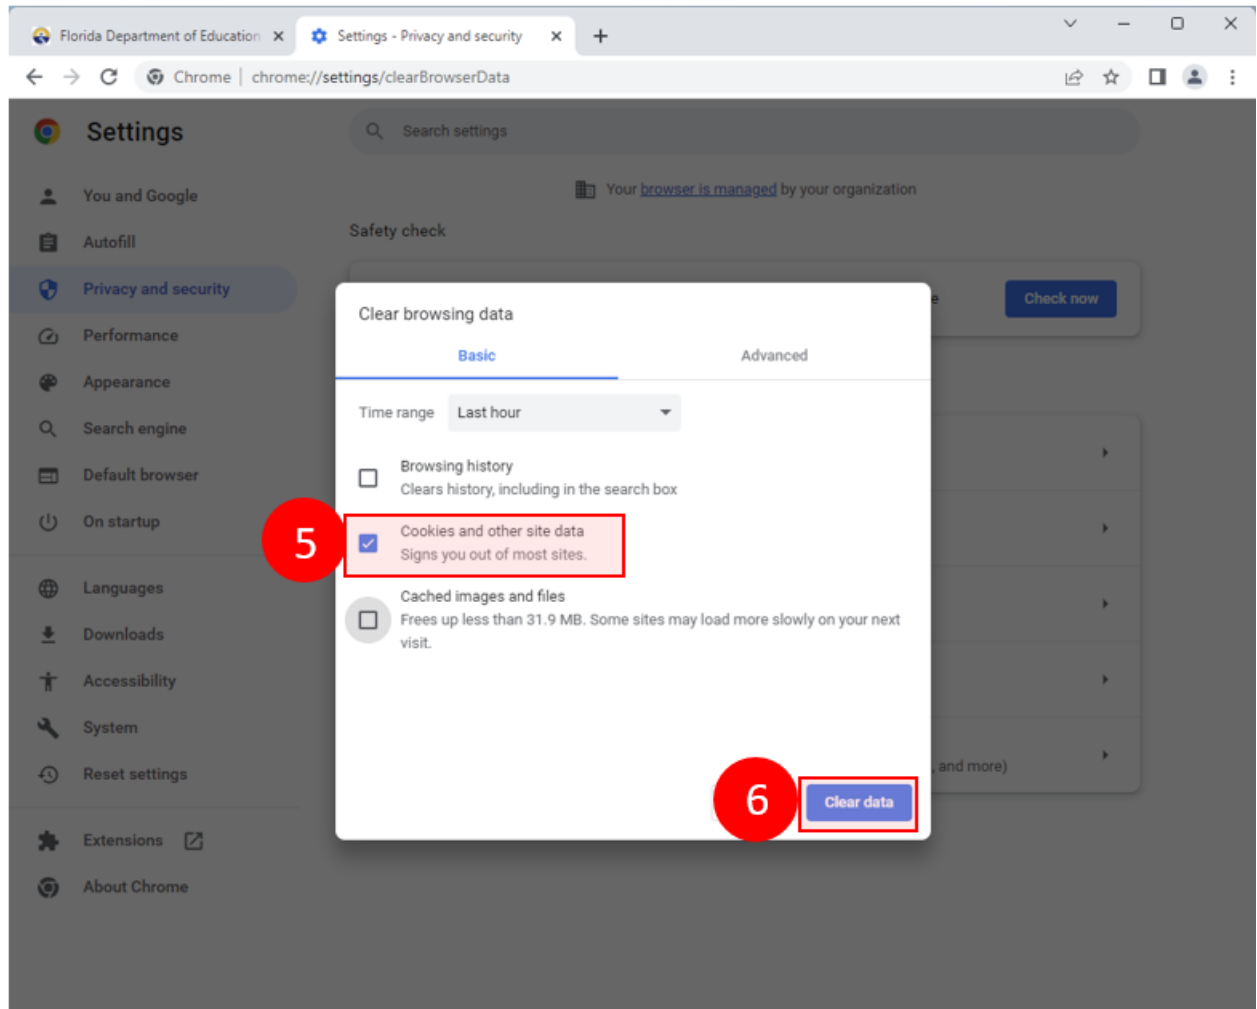 Florida Department of Education
Settings - Privacy and security
Chrome | chrome://settings/clearBrowserData
Settings
Search settings
You and Google
Autofill
Privacy and security
Performance
Appearance
Search engine
Default browser
On startup
Languages
Downloads
Accessibility
System
Reset settings
Extensions
About Chrome
Your browser is managed by your organization
Safety check
e
Check now
Clear browsing data
Basic
Advanced
Time range
Last hour
Browsing history
Clears history, including in the search box
5
Cookies and other site data
Signs you out of most sites.
Cached images and files
Frees up less than 31.9 MB. Some sites may load more slowly on your next
visit.
, and more)
6
Clear data